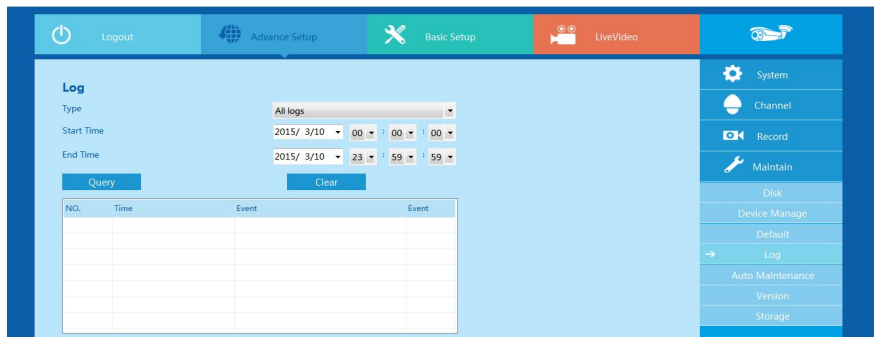 Logout Advance Setup Basic Setup LiveVideo
Log
Type All logs
Start Time 2015/ 3/10 00 : 00 : 00
End Time 2015/ 3/10 23 : 59 : 59
Query Clear
NO. Time Event Event
System
Channel
Record
Maintain
Disk
Device Manage
Default
Log
Auto Maintenance
Version
Storage